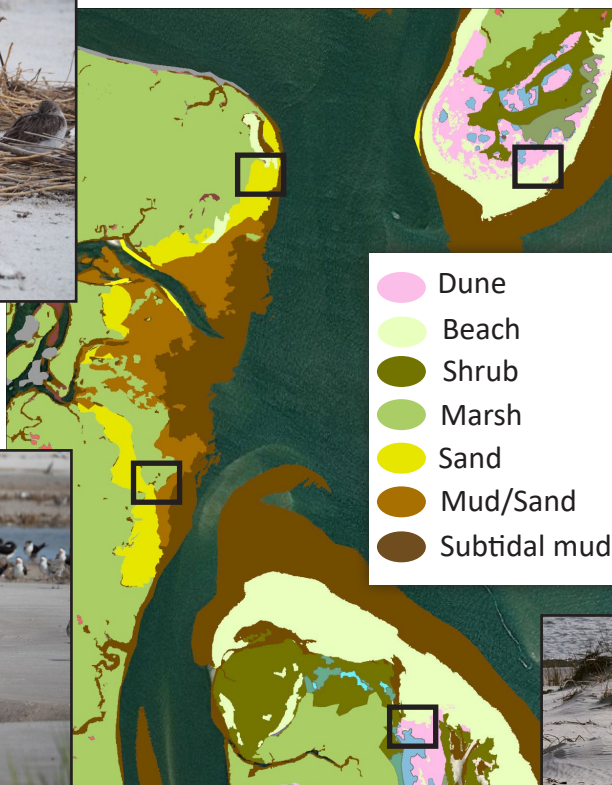 Dune
Beach
Shrub
Marsh
Sand
Mud/Sand
Subtidal mud